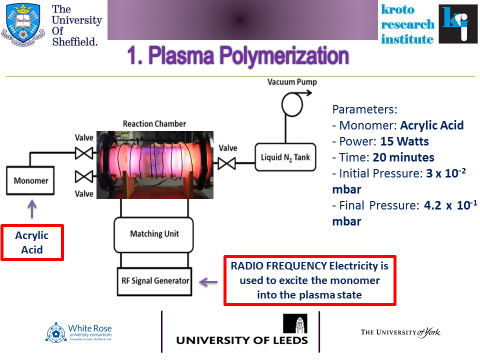 The
University
Of
Sheffield.
kroto
research
institute
ki
1. Plasma Polymerization
Vacuum Pump
Reaction Chamber
Valve
Valve
Valve
Liquid N2 Tank
Monomer
Matching Unit
RF Signal Generator
Acrylic
Acid
Parameters:
- Monomer: Acrylic Acid
- Power: 15 Watts
- Time: 20 minutes
- Initial Pressure: 3 x 10-2
mbar
- Final Pressure: 4.2 x 10-1
mbar
RADIO FREQUENCY Electricity is
used to excite the monomer
into the plasma state
White Rose
university consortium
UNIVERSITY OF LEEDS
THE UNIVERSITY of York